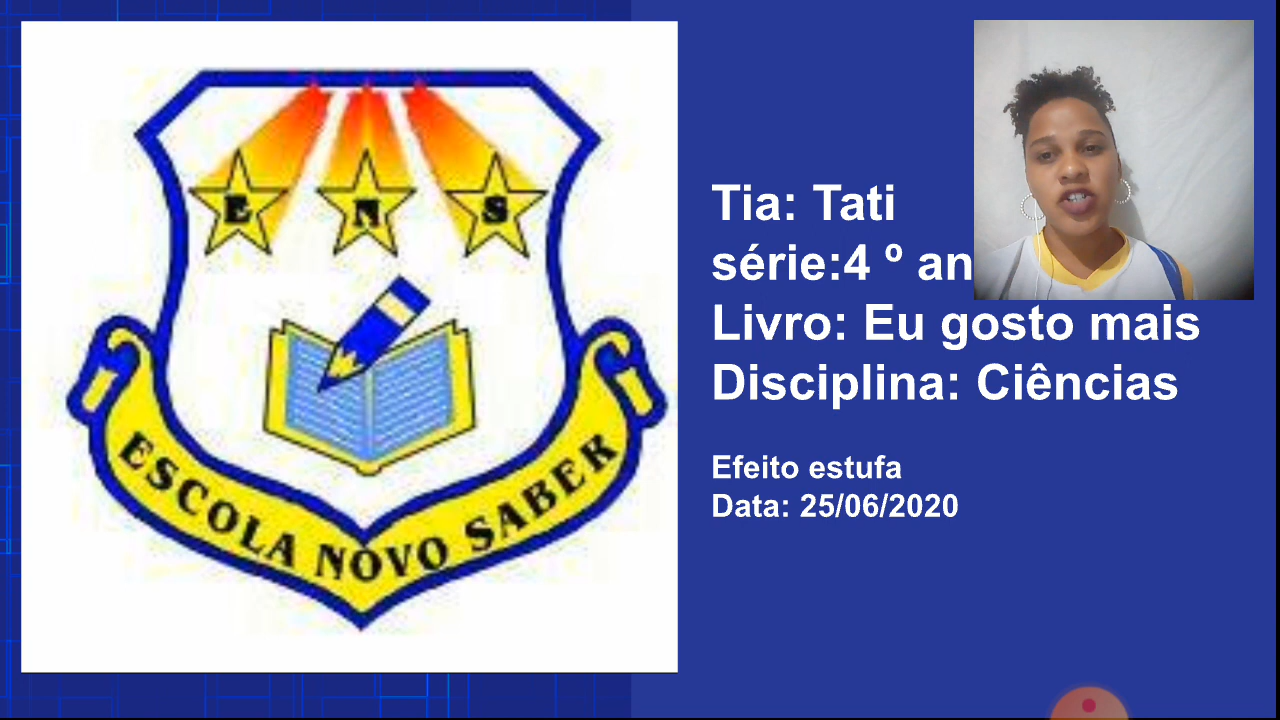 E N S
ESCOLA NOVO SABER
Tia: Tati
série:4 º an
Livro: Eu gosto mais
Disciplina: Ciências
Efeito estufa
Data: 25/06/2020